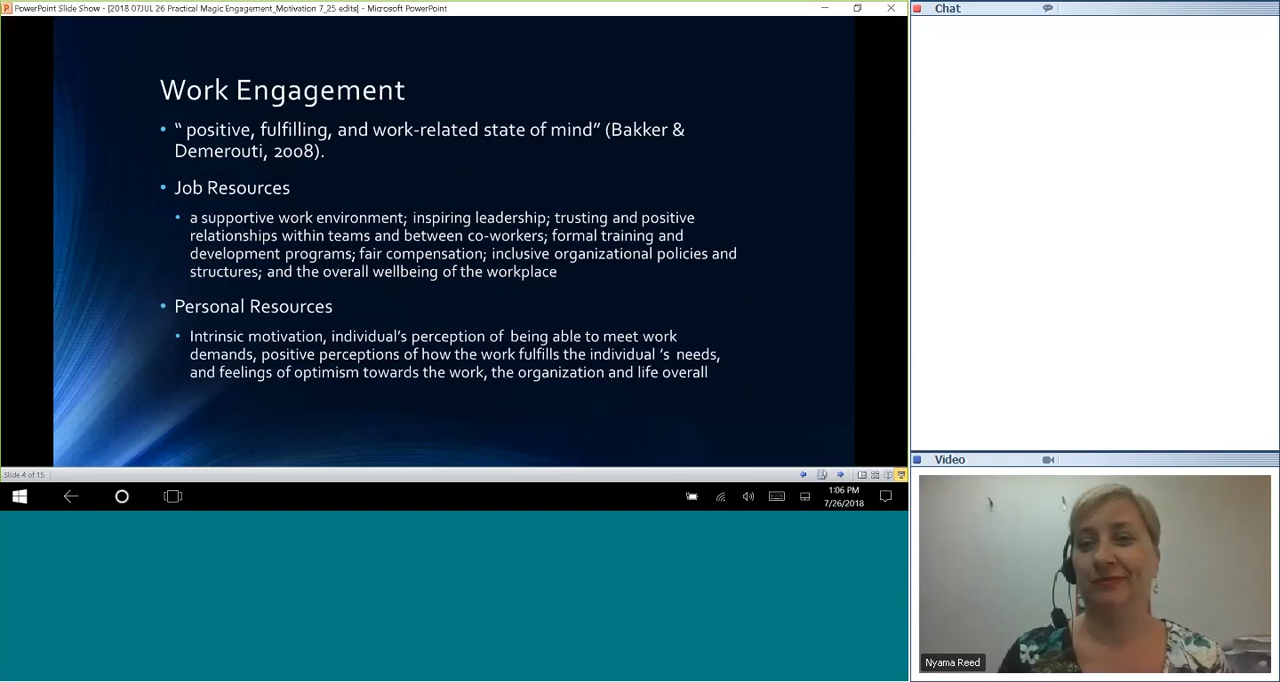 PowerPoint Slide Show - [2018 07JUL 26 Practical Magic Engagement_Motivation 7_25 edits] - Microsoft PowerPoint
Work Engagement
• “ positive, fulfilling, and work-related state of mind” (Bakker &
Demerouti, 2008).
• Job Resources
• a supportive work environment; inspiring leadership; trusting and positive
relationships within teams and between co-workers; formal training and
development programs; fair compensation; inclusive organizational policies and
structures; and the overall wellbeing of the workplace
• Personal Resources
• Intrinsic motivation, individual’s perception of being able to meet work
demands, positive perceptions of how the work fulfills the individual ’s needs,
and feelings of optimism towards the work, the organization and life overall
Slide 4 of 15
1:06 PM
7/26/2018
Chat
Video
Nyama Reed